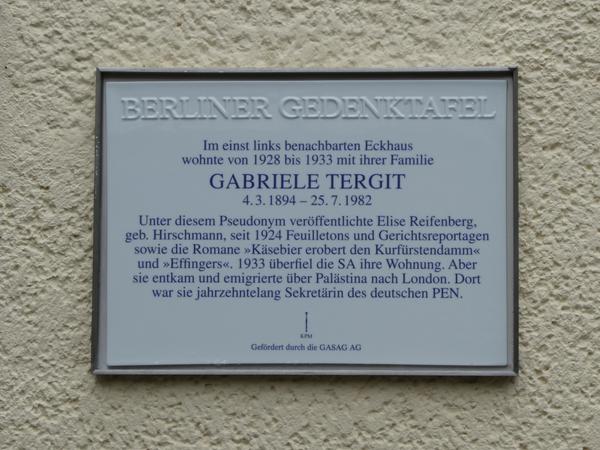 BERLINER GEDENKTAFEL
Im einst links benachbarten Eckhaus
wohnte von 1928 bis 1933 mit ihrer Familie
GABRIELE TERGIT
4. 3. 1894 – 25. 7. 1982
Unter diesem Pseudonym veröffentlichte Elise Reifenberg,
geb. Hirschmann, seit 1924 Feuilletons und Gerichtsreportagen
sowie die Romane »Käsebier erobert den Kurfürstendamm«
und »Effingers«. 1933 überfiel die SA ihre Wohnung. Aber
sie entkam und emigrierte über Palästina nach London. Dort
war sie jahrzehntelang Sekretärin des deutschen PEN.
KPM
Gefördert durch die GASAG AG